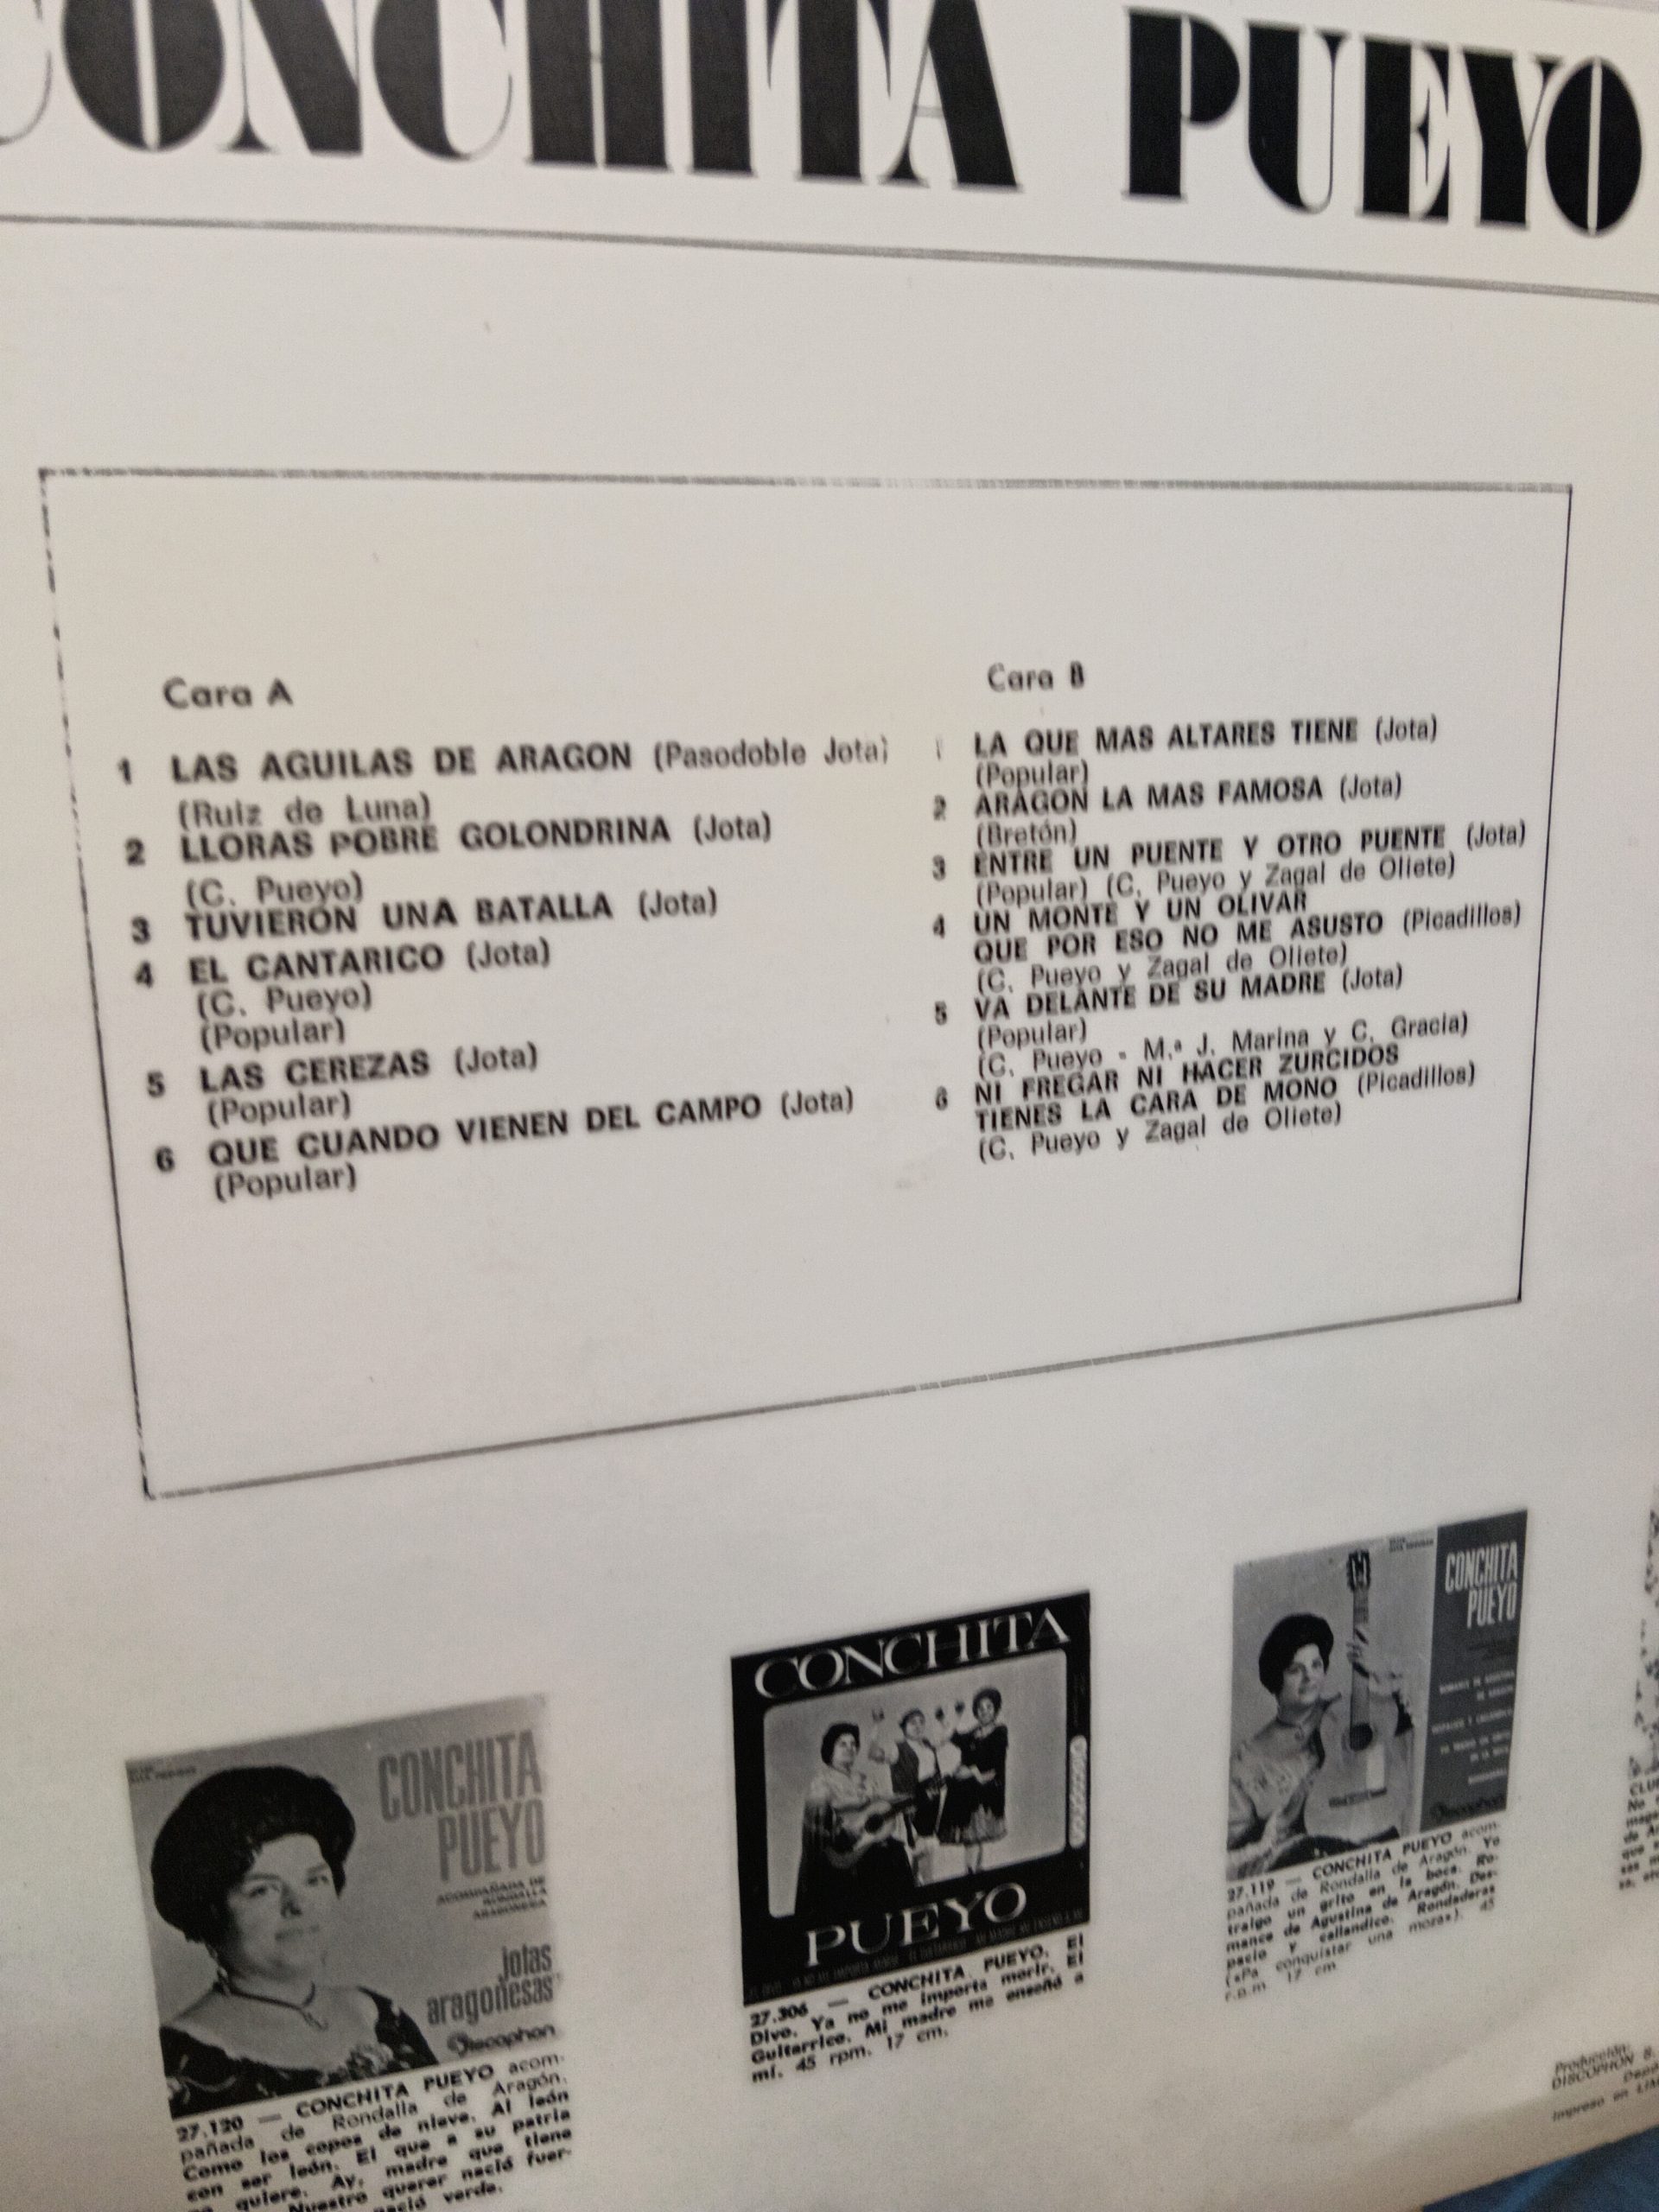 CONCHITA PUEYO
Cara A
1 LAS AGUILAS DE ARAGON (Pasodoble Jota)
(Ruiz de Luna)
2 LLORAS POBRE GOLONDRINA (Jota)
(C. Pueyo)
3 TUVIERON UNA BATALLA (Jota)
4 EL CANTARICO (Jota)
(C. Pueyo)
(Popular)
5 LAS CEREZAS (Jota)
(Popular)
6 QUE CUANDO VIENEN DEL CAMPO (Jota)
(Popular)
Cara B
1 LA QUE MAS ALTARES TIENE (Jota)
(Popular)
2 ARAGON LA MAS FAMOSA (Jota)
(Bretón)
3 ENTRE UN PUENTE Y OTRO PUENTE (Jota)
(Popular) (C. Pueyo y Zagal de Oliete)
4 UN MONTE Y UN OLIVAR
QUE POR ESO NO ME ASUSTO (Picadillos)
(C. Pueyo y Zagal de Oliete)
5 VA DELANTE DE SU MADRE (Jota)
(Popular)
(C. Pueyo - M.ª J. Marina y C. Gracia)
6 NI FREGAR NI HACER ZURCIDOS
TIENES LA CARA DE MONO (Picadillos)
(C. Pueyo y Zagal de Oliete)
CONCHITA
PUEYO
ACOMPAÑADA DE
RONDALLA
ARAGONESA
jotas
aragonesas
Discophon
27.120 — CONCHITA PUEYO acom-
pañada de Rondalla de Aragón.
Como los copos de nieve. Al león
con ser león. El que a su patria
no quiere. Ay, madre que tiene
Nuestro querer nació fuer-
nació verde.
CONCHITA
PUEYO
27.306 — CONCHITA PUEYO. El
Divo. Ya no me importa morir. El
Guitarrico. Mi madre me enseñó a
mí. 45 rpm. 17 cm.
CONCHITA
PUEYO
Discophon
27.119 — CONCHITA PUEYO acom-
pañada de Rondalla de Aragón. Yo
traigo un grito en la boca. Ro-
mance de Agustina de Aragón. Des-
pacio y callandico. Rondaderas
(«Pa conquistar una moza»). 45
r.p.m. 17 cm
Producción:
DISCOPHON S.
Impreso en